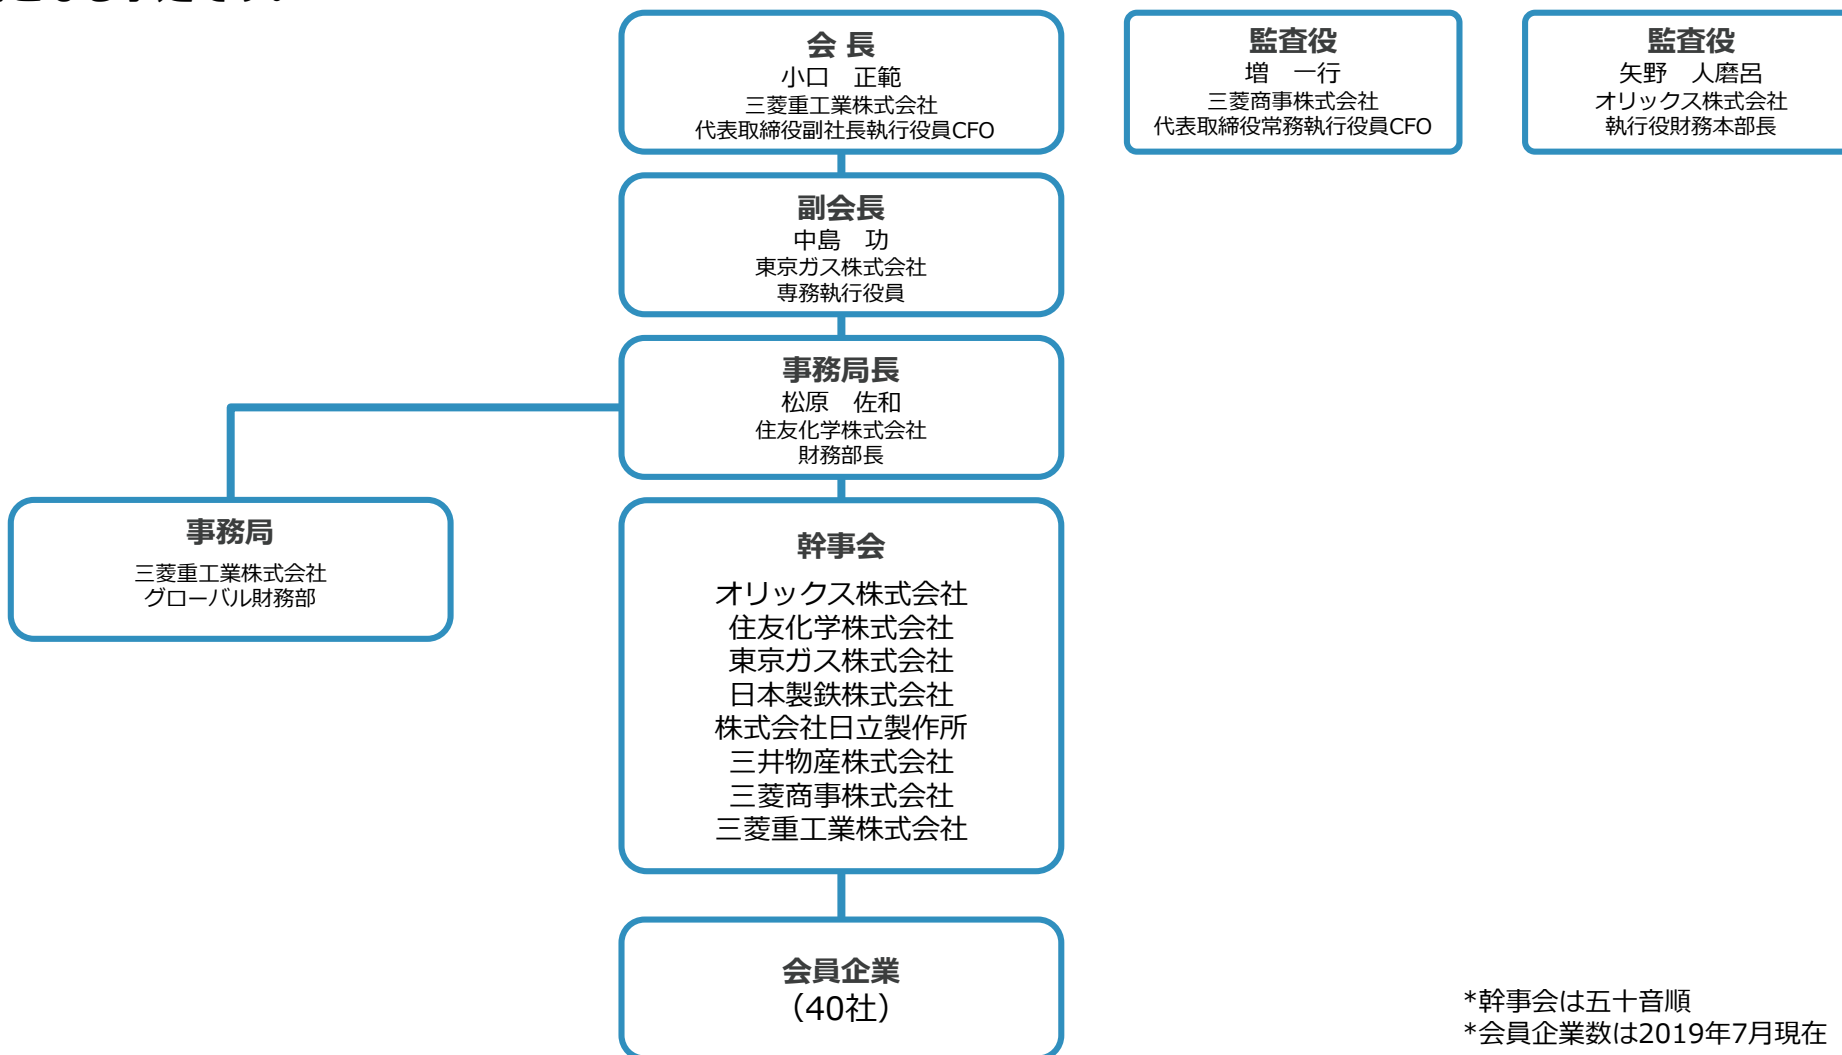 会 長
小口　正範
三菱重工業株式会社
代表取締役副社長執行役員CFO
監査役
増　一行
三菱商事株式会社
代表取締役常務執行役員CFO
監査役
矢野　人磨呂
オリックス株式会社
執行役財務本部長
副会長
中島　功
東京ガス株式会社
専務執行役員
事務局長
松原　佐和
住友化学株式会社
財務部長
事務局
三菱重工業株式会社
グローバル財務部
幹事会
オリックス株式会社
住友化学株式会社
東京ガス株式会社
日本製鉄株式会社
株式会社日立製作所
三井物産株式会社
三菱商事株式会社
三菱重工業株式会社
会員企業
（40社）
*幹事会は五十音順
*会員企業数は2019年7月現在